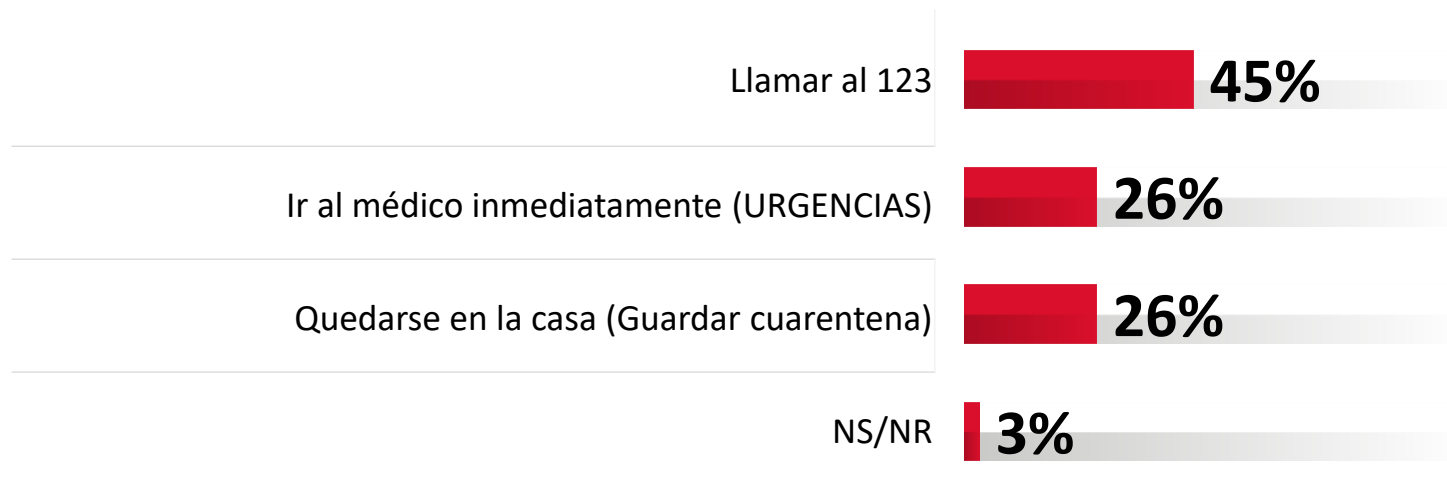 Llamar al 123 45%
Ir al médico inmediatamente (URGENCIAS) 26%
Quedarse en la casa (Guardar cuarentena) 26%
NS/NR 3%